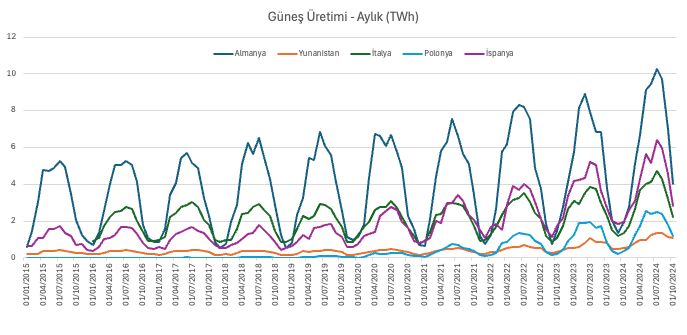 Güneş Üretimi - Aylık (TWh)
12
Almanya Yunanistan İtalya Polonya İspanya
10
8
6
4
2
0
01/01/2015 01/04/2015 01/07/2015 01/10/2015 01/01/2016 01/04/2016 01/07/2016 01/10/2016 01/01/2017 01/04/2017 01/07/2017 01/10/2017 01/01/2018 01/04/2018 01/07/2018 01/10/2018 01/01/2019 01/04/2019 01/07/2019 01/10/2019 01/01/2020 01/04/2020 01/07/2020 01/10/2020 01/01/2021 01/04/2021 01/07/2021 01/10/2021 01/01/2022 01/04/2022 01/07/2022 01/10/2022 01/01/2023 01/04/2023 01/07/2023 01/10/2023 01/01/2024 01/04/2024 01/07/2024 01/10/2024